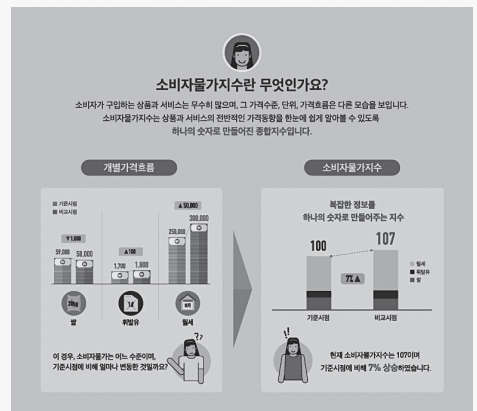 소비자물가지수란 무엇인가요?
소비자가 구입하는 상품과 서비스는 무수히 많으며, 그 가격수준, 단위, 가격흐름은 다른 모습을 보입니다.
소비자물가지수는 상품과 서비스의 전반적인 가격동향을 한눈에 쉽게 알아볼 수 있도록
하나의 숫자로 만들어진 종합지수입니다.
개별가격흐름
기준시점
비교시점
▼1,000
59,000
58,000
▲100
1,700
1,800
▲50,000
250,000
300,000
20kg
1ℓ
쌀
휘발유
월세
이 경우, 소비자물가는 어느 수준이며,
기준시점에 비해 얼마나 변동한 것일까요?
??
소비자물가지수
복잡한 정보를
하나의 숫자로 만들어주는 지수
100
107
7%▲
월세
휘발유
쌀
기준시점
비교시점
!!
현재 소비자물가지수는 107이며
기준시점에 비해 7% 상승하였습니다.